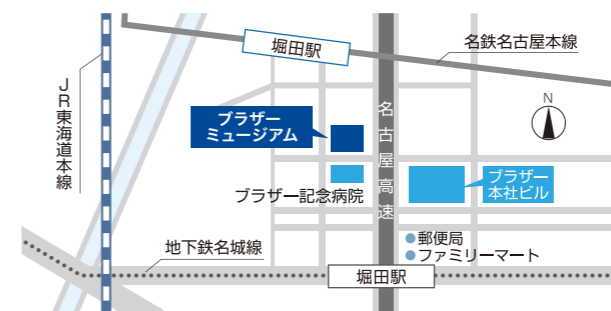 堀田駅
名鉄名古屋本線
JR東海道本線
ブラザー
ミュージアム
名古屋高速
N
ブラザー記念病院
ブラザー
本社ビル
郵便局
ファミリーマート
地下鉄名城線
堀田駅